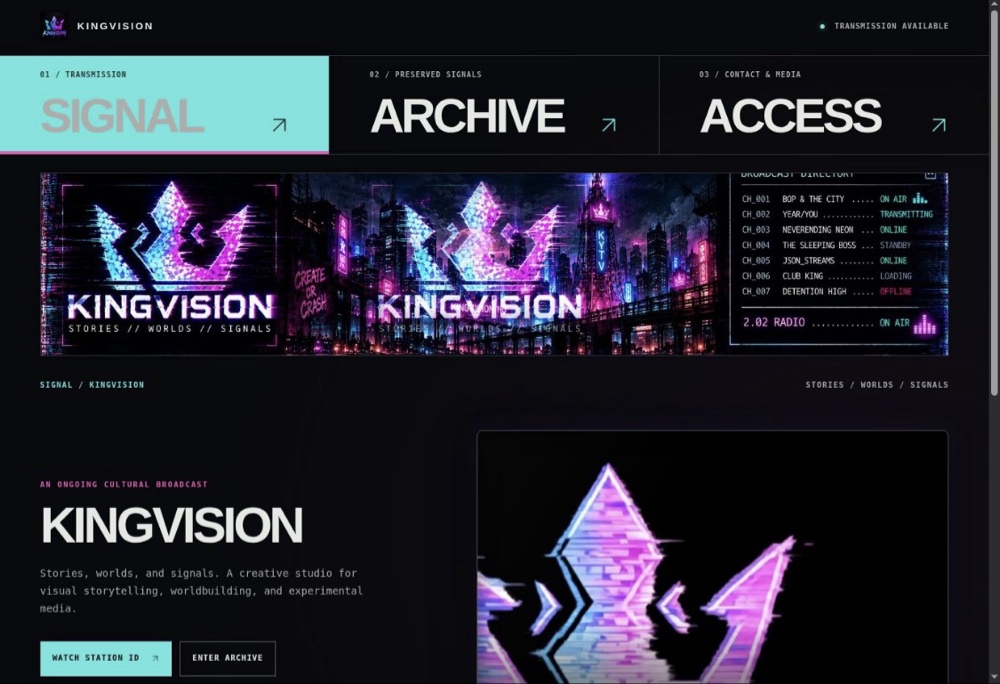 KINGVISION
TRANSMISSION AVAILABLE
01 / TRANSMISSION
SIGNAL
02 / PRESERVED SIGNALS
ARCHIVE
03 / CONTACT & MEDIA
ACCESS
KINGVISION
STORIES // WORLDS // SIGNALS
CREATE OR CRASH
KINGVISION
STORIES // WORLDS // SIGNALS
BROADCAST DIRECTORY
CH_001 BOP & THE CITY ..... ON AIR
CH_002 YEAR/YOU ............ TRANSMITTING
CH_003 NEVERENDING NEON ... ONLINE
CH_004 THE SLEEPING BOSS ... STANDBY
CH_005 JSON_STREAMS ........ ONLINE
CH_006 CLUB KING ........... LOADING
CH_007 DETENTION HIGH ..... OFFLINE
2.02 RADIO ............. ON AIR
SIGNAL / KINGVISION
STORIES / WORLDS / SIGNALS
AN ONGOING CULTURAL BROADCAST
KINGVISION
Stories, worlds, and signals. A creative studio for
visual storytelling, worldbuilding, and experimental
media.
WATCH STATION ID
ENTER ARCHIVE